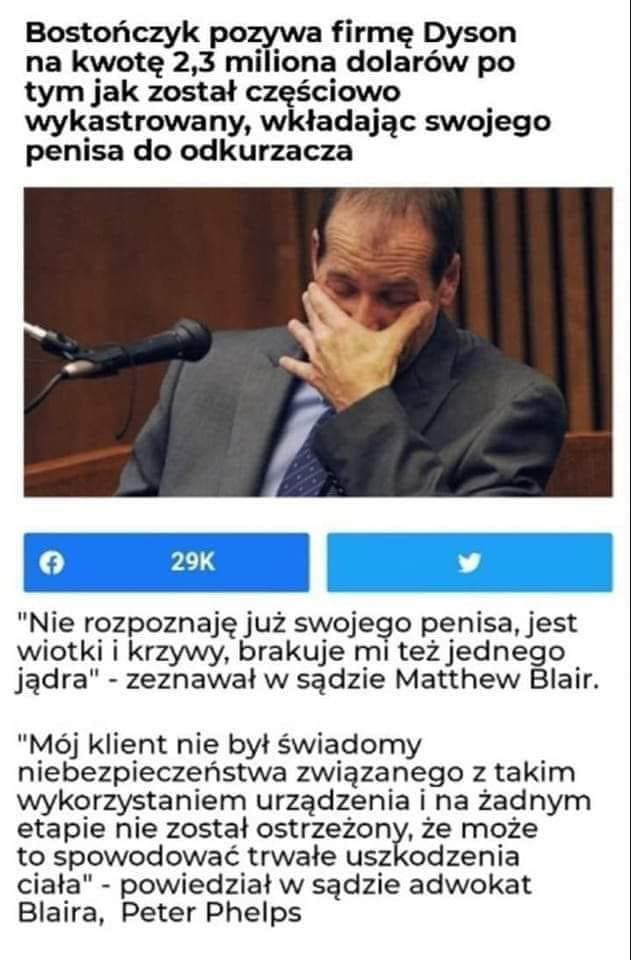 Bostończyk pozywa firmę Dyson
na kwotę 2,3 miliona dolarów po
tym jak został częściowo
wykastrowany, wkładając swojego
penisa do odkurzacza
29K
"Nie rozpoznaję już swojego penisa, jest
wiotki i krzywy, brakuje mi też jednego
jądra" - zeznawał w sądzie Matthew Blair.
"Mój klient nie był świadomy
niebezpieczeństwa związanego z takim
wykorzystaniem urządzenia i na żadnym
etapie nie został ostrzeżony, że może
to spowodować trwałe uszkodzenia
ciała" - powiedział w sądzie adwokat
Blaira, Peter Phelps